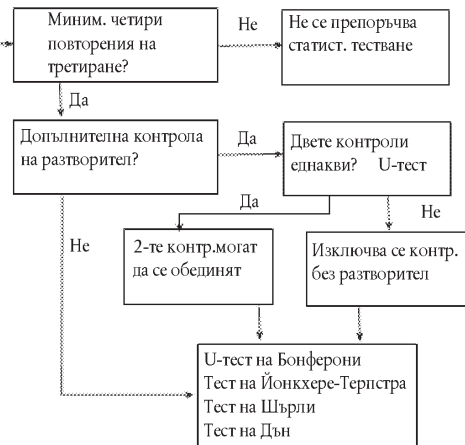 Миним. четири
повторения на
третиране?
Не
Не се препоръчва
статист. тестване
Да
Допълнителна контрола
на разтворител?
Да
Двете контроли
еднакви? U-тест
Да
Не
Не
2-те контр.могат
да се обединят
Изключва се контр.
без разтворител
U-тест на Бонферони
Тест на Йонкхере-Терпстра
Тест на Шърли
Тест на Дън